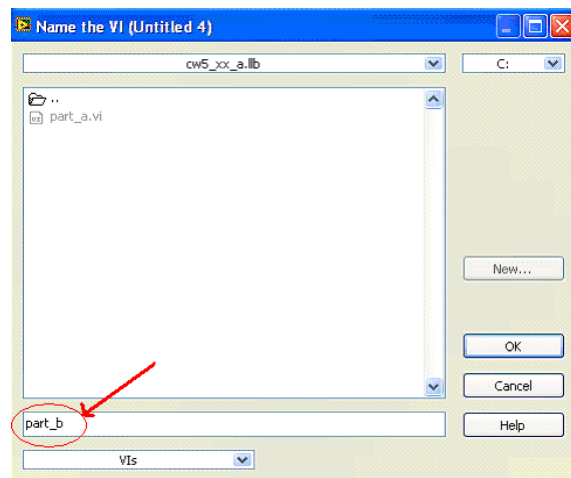 Name the VI (Untitled 4)
cw5_xx_a.llb
C:
..
part_a.vi
New...
OK
Cancel
part_b
Help
VIs